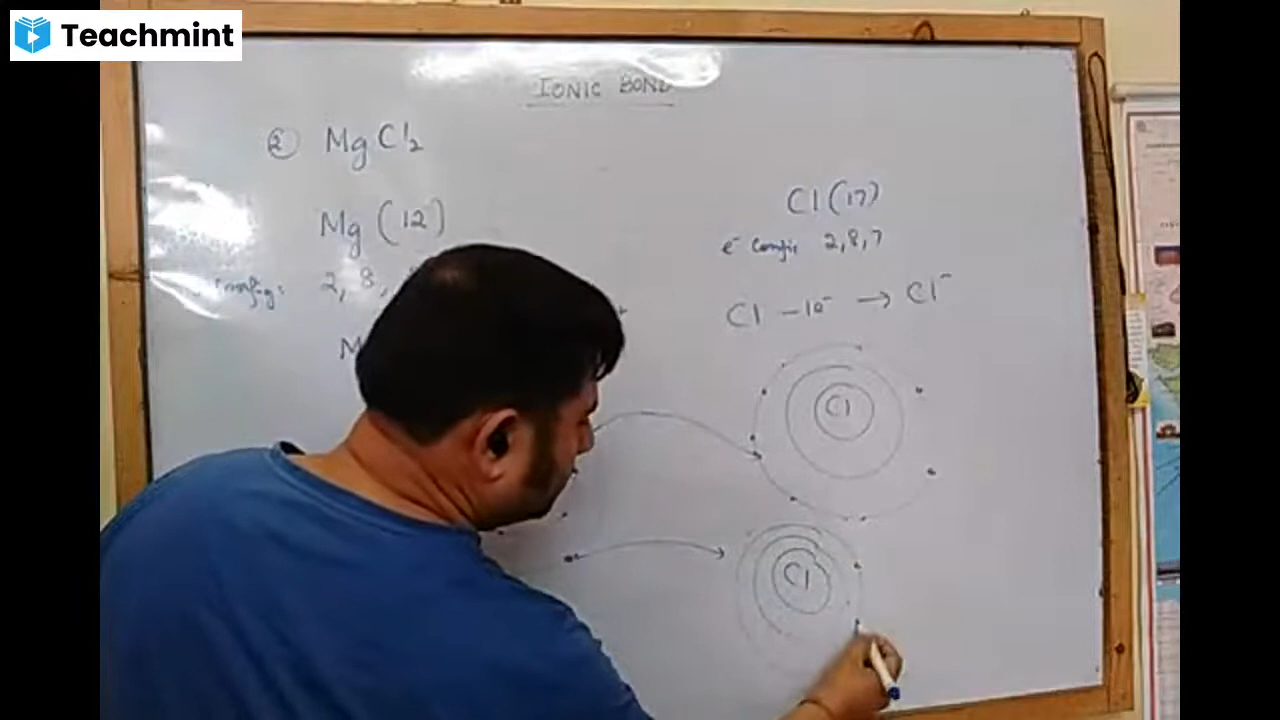 Teachmint
IONIC BOND
② MgCl2
Mg (12)
2, 8,
M
Cl (17)
e⁻ Config: 2,8,7
Cl –1e⁻ → Cl⁻
Cl
Cl